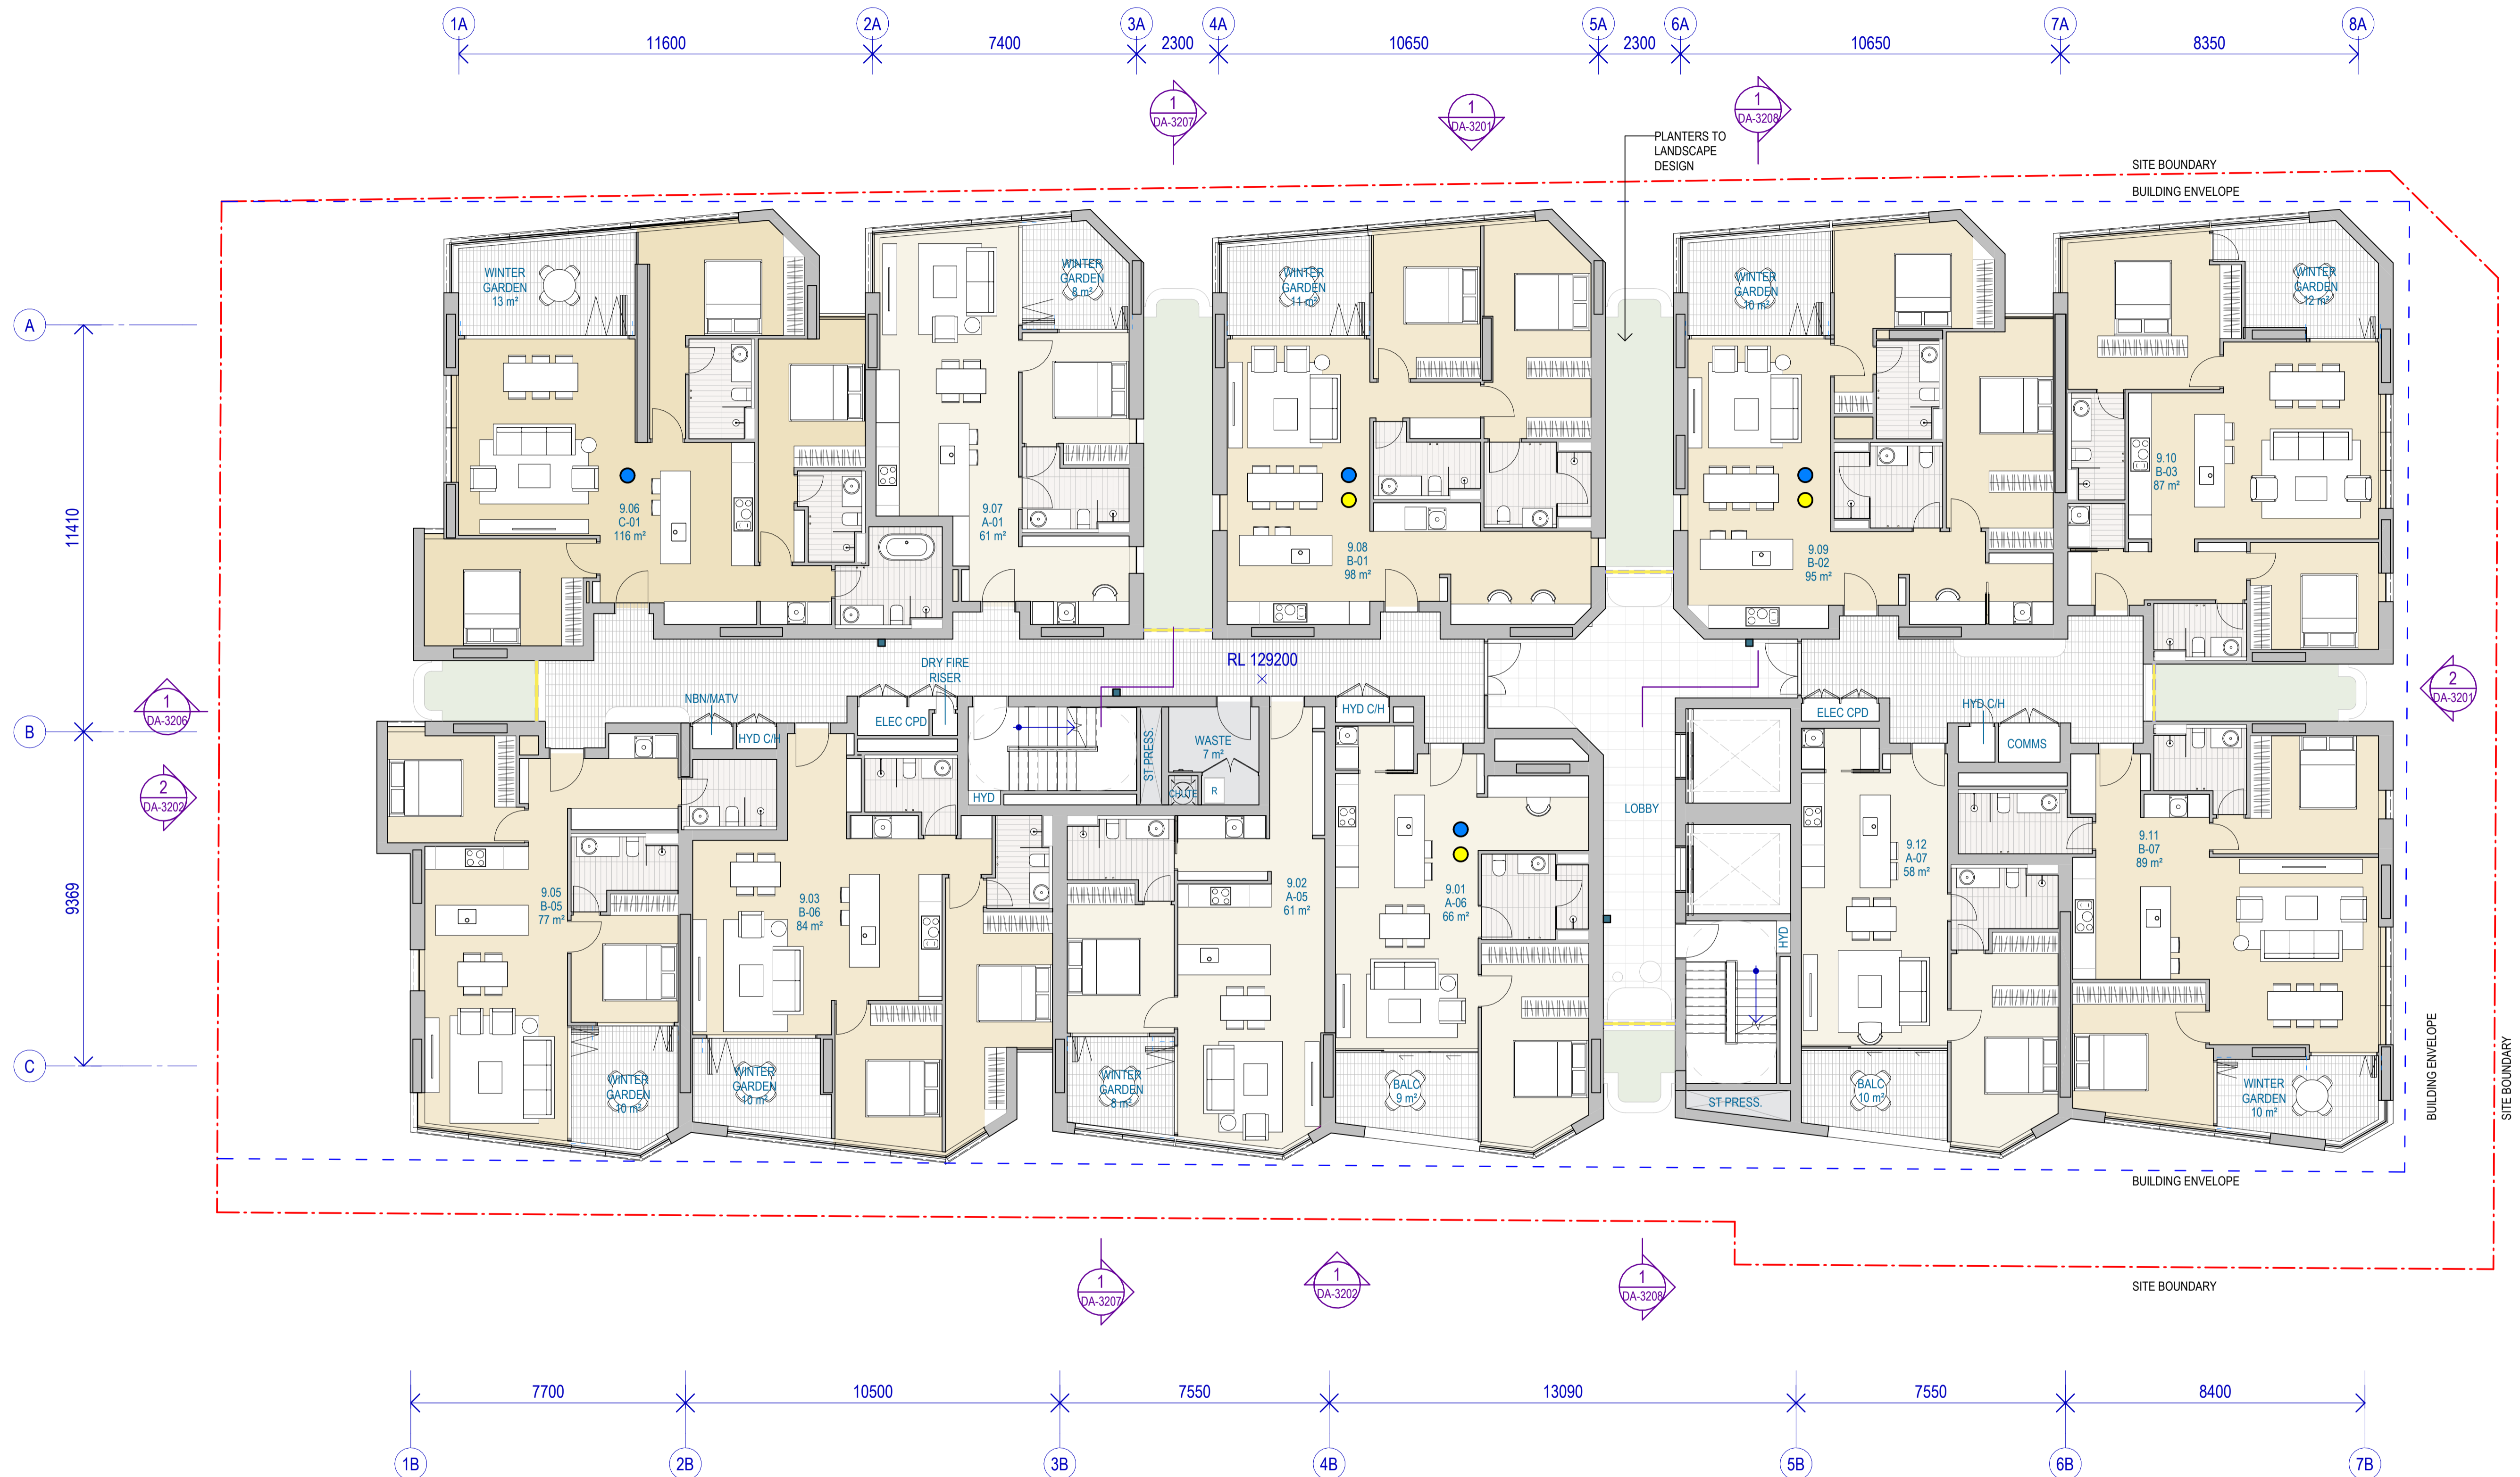 1A
2A
3A
4A
5A
6A
7A
8A
11600
7400
2300
10650
2300
10650
8350
1
DA-3207
1
DA-3201
1
DA-3208
PLANTERS TO
LANDSCAPE
DESIGN
SITE BOUNDARY
BUILDING ENVELOPE
WINTER
GARDEN
13 m²
WINTER
GARDEN
8 m²
WINTER
GARDEN
11 m²
WINTER
GARDEN
10 m²
WINTER
GARDEN
12 m²
A
11410
B
9369
C
9.06
C-01
116 m²
9.07
A-01
61 m²
9.08
B-01
98 m²
9.09
B-02
95 m²
9.10
B-03
87 m²
1
DA-3206
2
DA-3202
2
DA-3201
RL 129200
DRY FIRE
RISER
NBN/MATV
ELEC CPD
HYD C/H
HYD
ST PRESS.
WASTE
7 m²
CHUTE
R
HYD C/H
LOBBY
ELEC CPD
HYD C/H
COMMS
HYD
ST PRESS.
9.05
B-05
77 m²
9.03
B-06
84 m²
9.02
A-05
61 m²
9.01
A-06
66 m²
9.12
A-07
58 m²
9.11
B-07
89 m²
WINTER
GARDEN
10 m²
WINTER
GARDEN
10 m²
WINTER
GARDEN
8 m²
BALC
9 m²
BALC
10 m²
WINTER
GARDEN
10 m²
BUILDING ENVELOPE
SITE BOUNDARY
BUILDING ENVELOPE
SITE BOUNDARY
1
DA-3207
1
DA-3202
1
DA-3208
7700
10500
7550
13090
7550
8400
1B
2B
3B
4B
5B
6B
7B